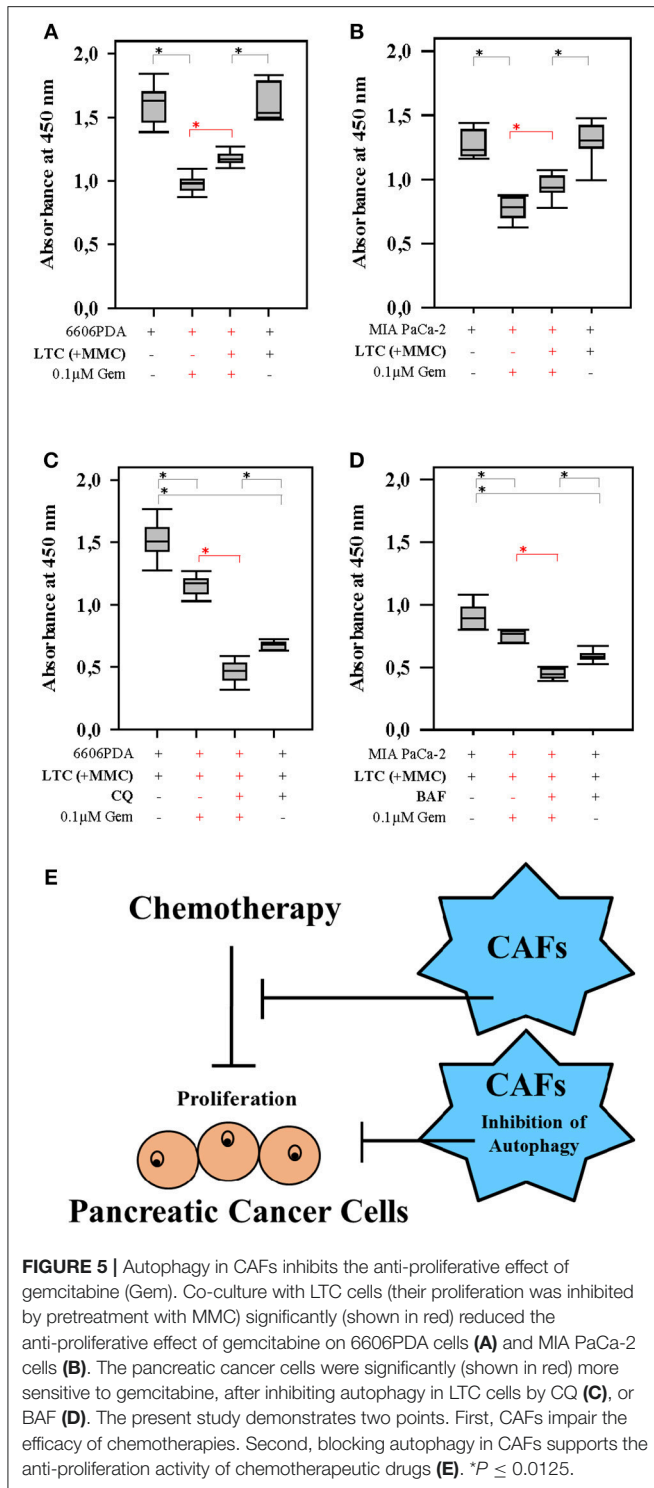 A
B
2,0
1,5
1,0
0,5
0,0
Absorbance at 450 nm
* * *
6606PDA + + + +
LTC (+MMC) - - + +
0.1µM Gem - + + -
2,0
1,5
1,0
0,5
0,0
Absorbance at 450 nm
* * *
MIA PaCa-2 + + + +
LTC (+MMC) - - + +
0.1µM Gem - + + -
C
D
2,0
1,5
1,0
0,5
0,0
Absorbance at 450 nm
* * * *
6606PDA + + + +
LTC (+MMC) + + + +
CQ - - + +
0.1µM Gem - + + -
2,0
1,5
1,0
0,5
0,0
Absorbance at 450 nm
* * * *
MIA PaCa-2 + + + +
LTC (+MMC) + + + +
BAF - - + +
0.1µM Gem - + + -
E
Chemotherapy
CAFs
CAFs
Inhibition of
Autophagy
Proliferation
Pancreatic Cancer Cells
FIGURE 5 | Autophagy in CAFs inhibits the anti-proliferative effect of
gemcitabine (Gem). Co-culture with LTC cells (their proliferation was inhibited
by pretreatment with MMC) significantly (shown in red) reduced the
anti-proliferative effect of gemcitabine on 6606PDA cells (A) and MIA PaCa-2
cells (B). The pancreatic cancer cells were significantly (shown in red) more
sensitive to gemcitabine, after inhibiting autophagy in LTC cells by CQ (C), or
BAF (D). The present study demonstrates two points. First, CAFs impair the
efficacy of chemotherapies. Second, blocking autophagy in CAFs supports the
anti-proliferation activity of chemotherapeutic drugs (E). *P ≤ 0.0125.